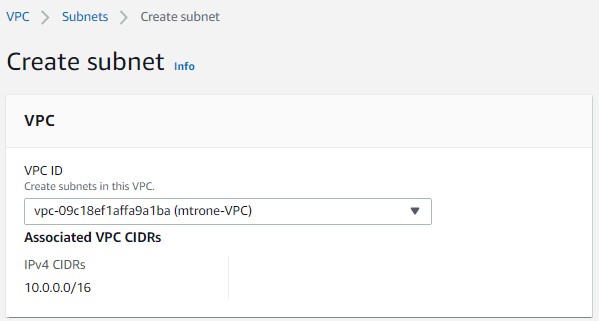 VPC > Subnets > Create subnet
Create subnet Info
VPC
VPC ID
Create subnets in this VPC.
vpc-09c18ef1affa9a1ba (mtrone-VPC)
Associated VPC CIDRs
IPv4 CIDRs
10.0.0.0/16